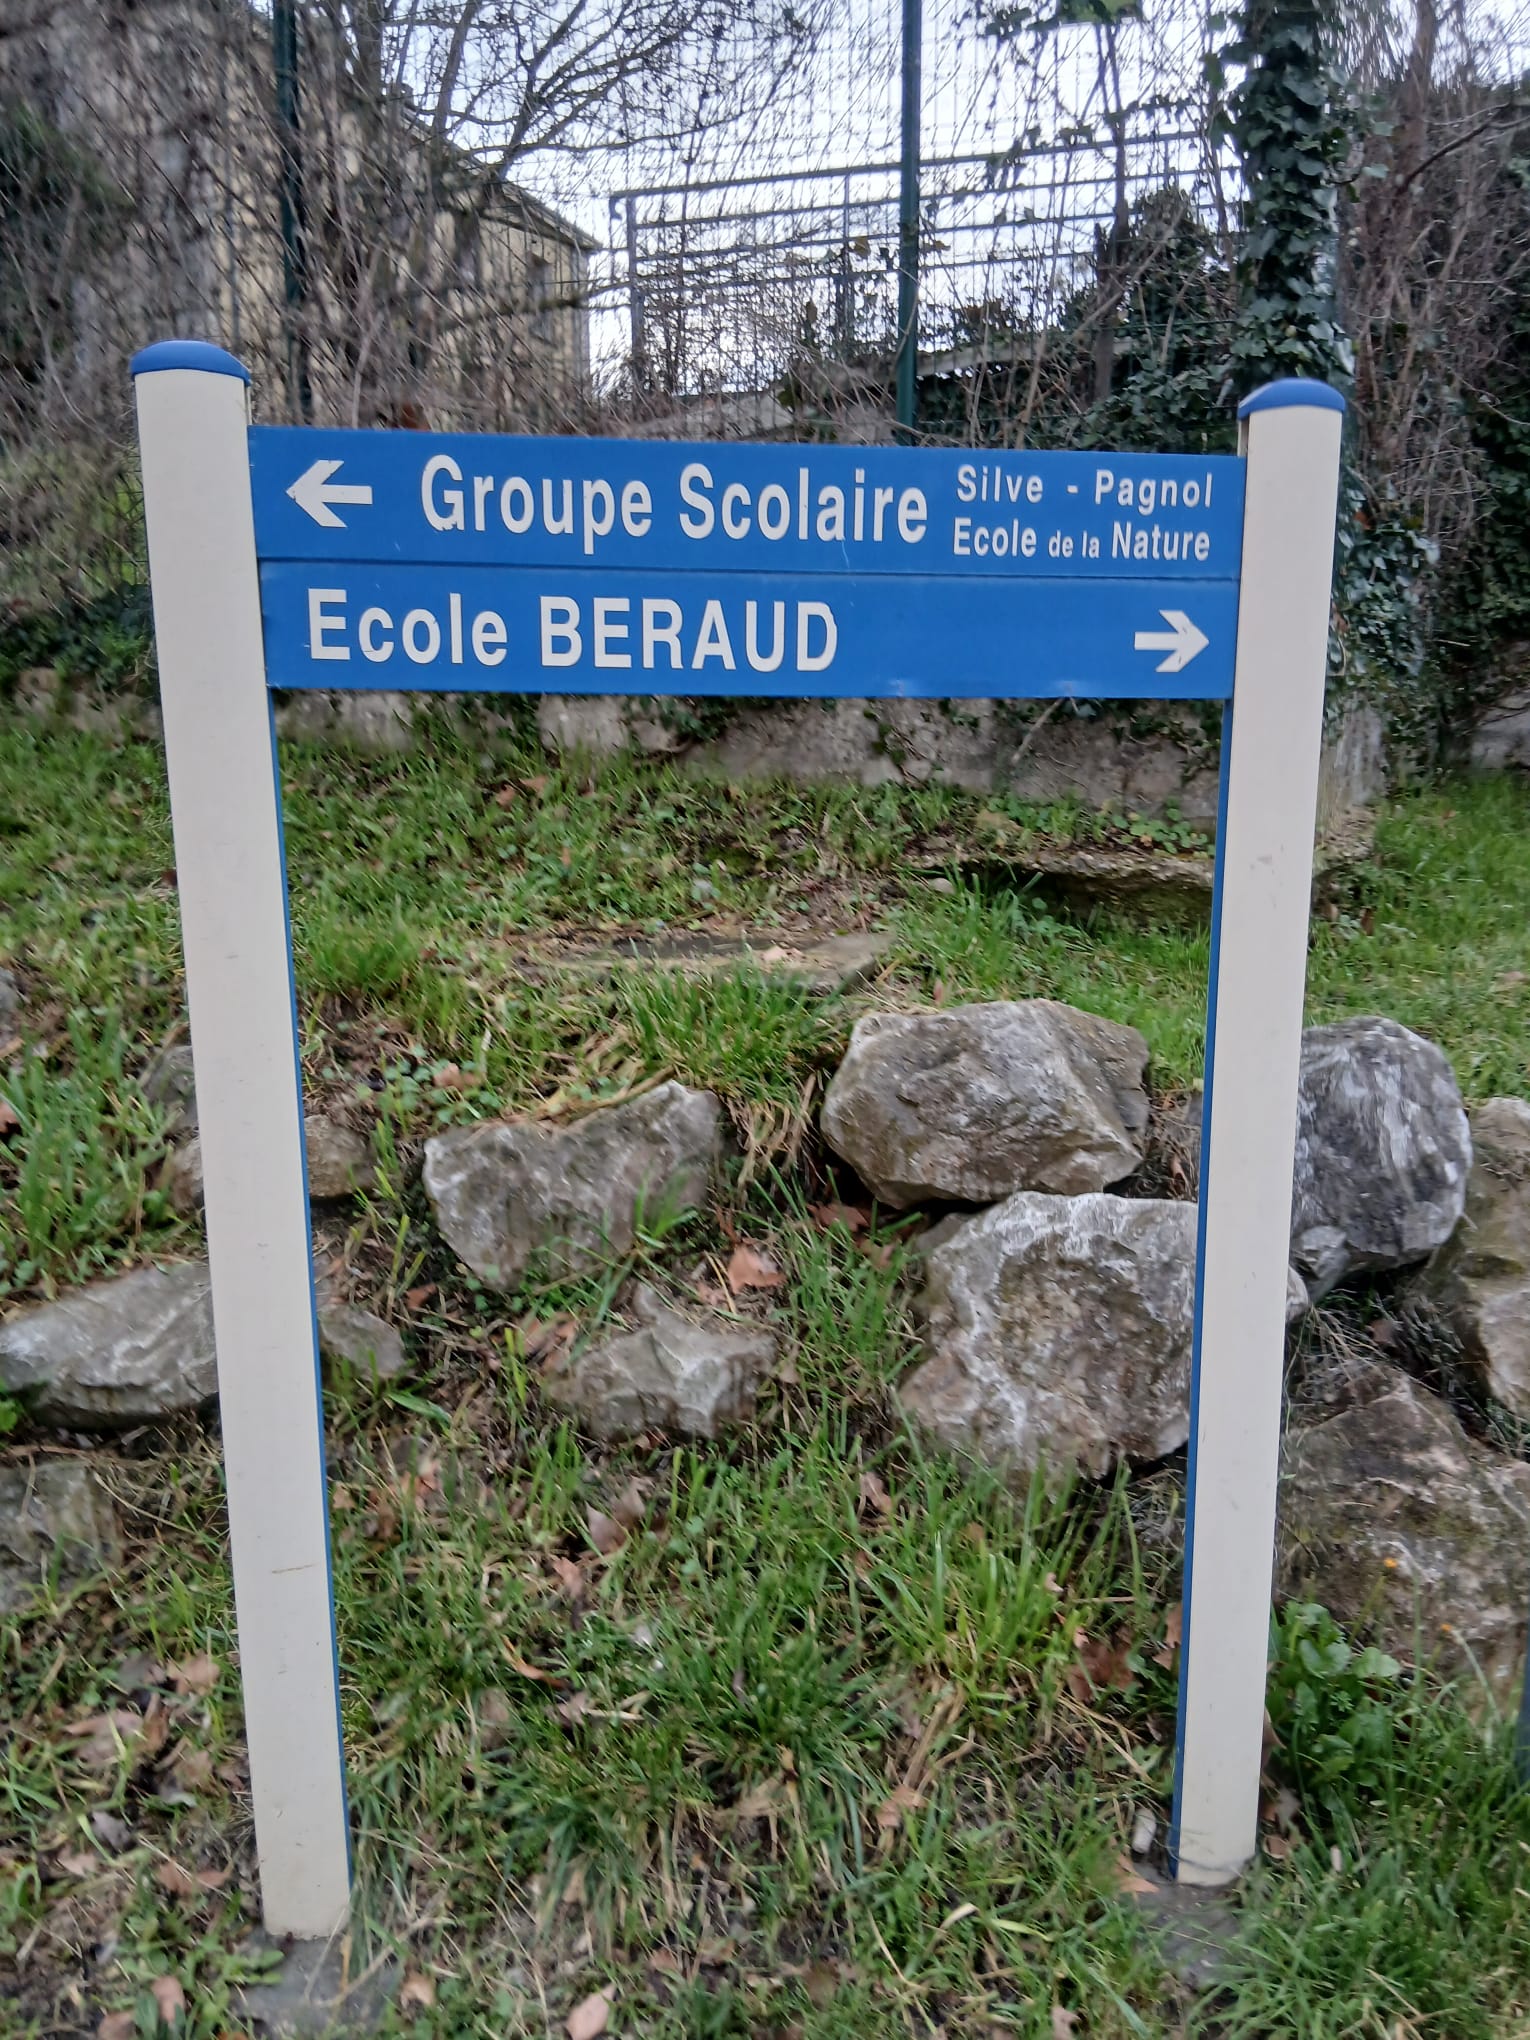 Groupe Scolaire
Silve - Pagnol
Ecole de la Nature
Ecole BERAUD